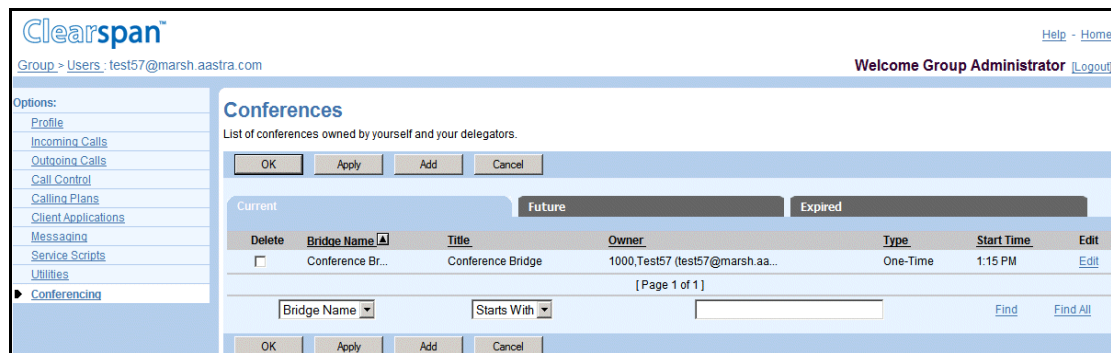 Clearspan™
Help - Home
Group > Users : test57@marsh.aastra.com
Welcome Group Administrator [Logout]
Options:
Profile
Incoming Calls
Outgoing Calls
Call Control
Calling Plans
Client Applications
Messaging
Service Scripts
Utilities
Conferencing
Conferences
List of conferences owned by yourself and your delegators.
OK Apply Add Cancel
Current Future Expired
Delete Bridge Name Title Owner Type Start Time Edit
Conference Br... Conference Bridge 1000,Test57 (test57@marsh.aa... One-Time 1:15 PM Edit
[ Page 1 of 1 ]
Bridge Name Starts With Find Find All
OK Apply Add Cancel